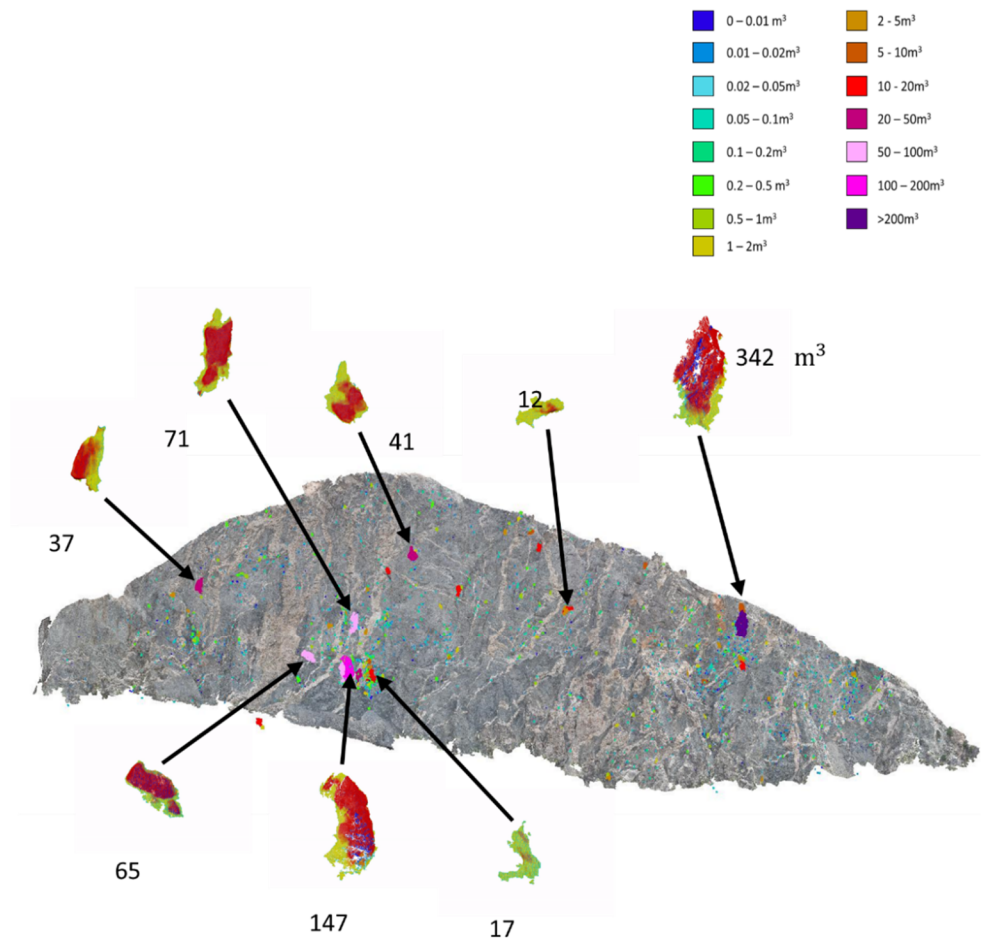 0 – 0.01 m³
2 - 5m³
0.01 – 0.02m³
5 - 10m³
0.02 – 0.05m³
10 - 20m³
0.05 – 0.1m³
20 – 50m³
0.1 – 0.2m³
50 – 100m³
0.2 – 0.5 m³
100 – 200m³
0.5 – 1m³
>200m³
1 – 2m³
342 m³
12
71
41
37
65
147
17